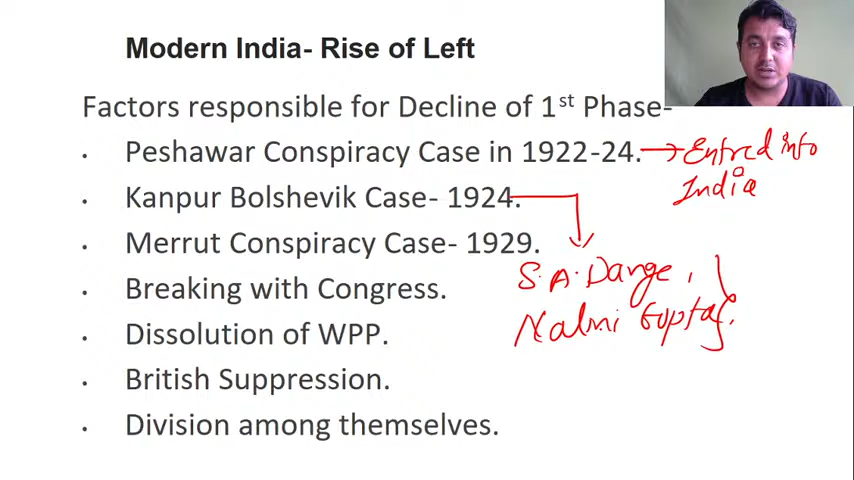 Modern India- Rise of Left
Factors responsible for Decline of 1st Phase-
• Peshawar Conspiracy Case in 1922-24. → Entred into
India
• Kanpur Bolshevik Case- 1924.
• Merrut Conspiracy Case- 1929.
S.A. Dange,
• Breaking with Congress.
Nalini Gupta.
• Dissolution of WPP.
• British Suppression.
• Division among themselves.